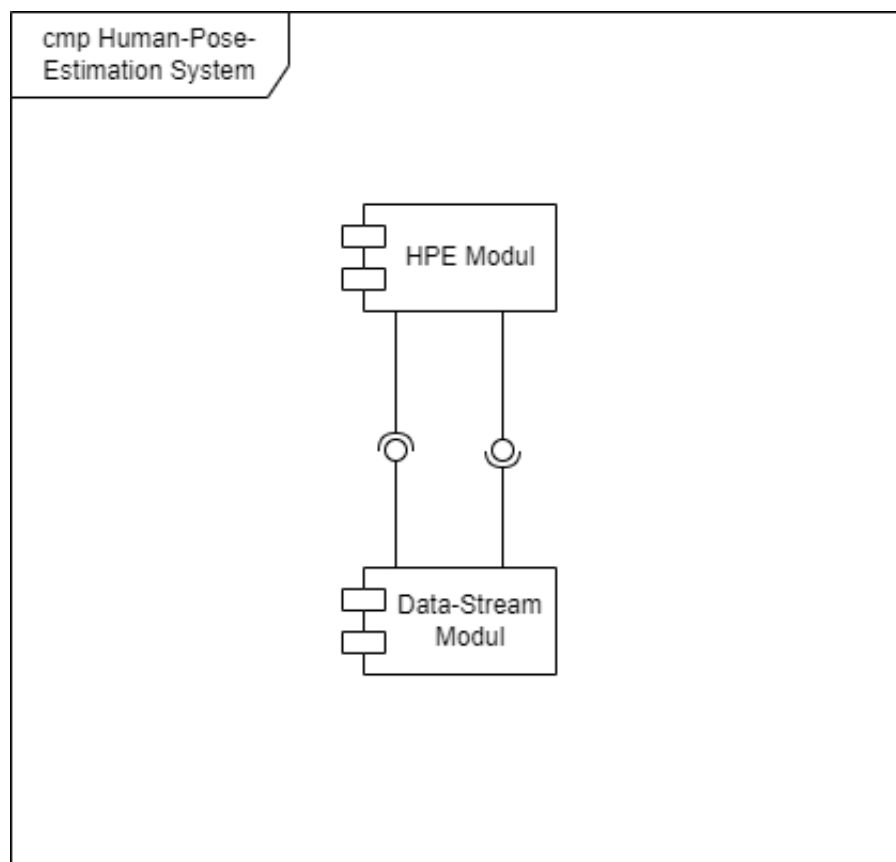 cmp Human-Pose-
Estimation System
HPE Modul
Data-Stream
Modul